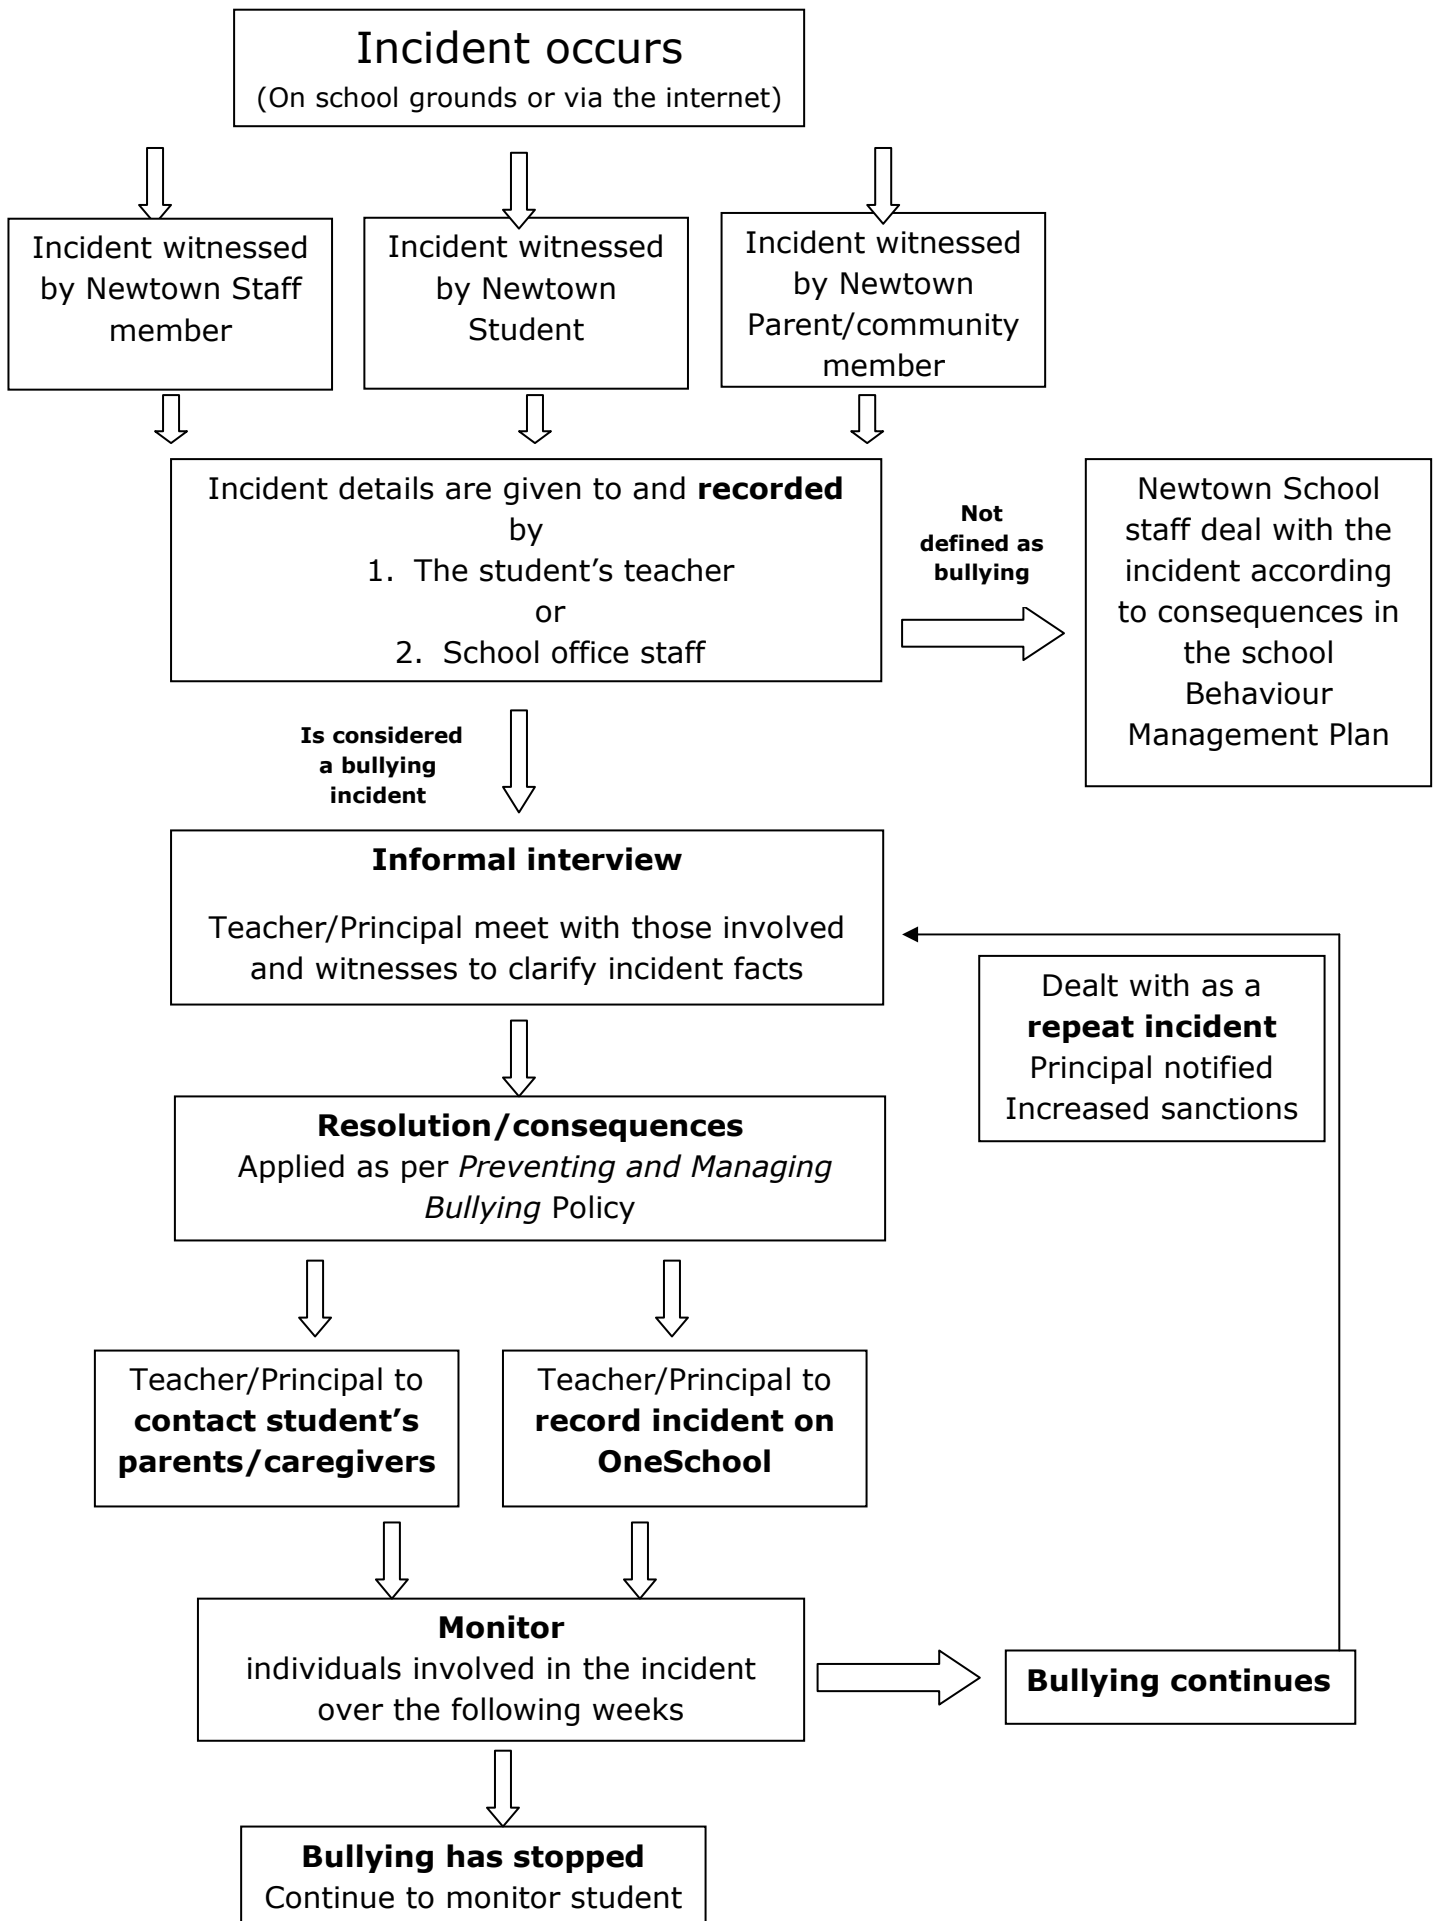 Incident occurs
(On school grounds or via the internet)
Incident witnessed
by Newtown Staff
member
Incident witnessed
by Newtown
Student
Incident witnessed
by Newtown
Parent/community
member
Incident details are given to and recorded
by
1. The student’s teacher
or
2. School office staff
Not
defined as
bullying
Newtown School
staff deal with the
incident according
to consequences in
the school
Behaviour
Management Plan
Is considered
a bullying
incident
Informal interview
Teacher/Principal meet with those involved
and witnesses to clarify incident facts
Dealt with as a
repeat incident
Principal notified
Increased sanctions
Resolution/consequences
Applied as per Preventing and Managing
Bullying Policy
Teacher/Principal to
contact student’s
parents/caregivers
Teacher/Principal to
record incident on
OneSchool
Monitor
individuals involved in the incident
over the following weeks
Bullying continues
Bullying has stopped
Continue to monitor student